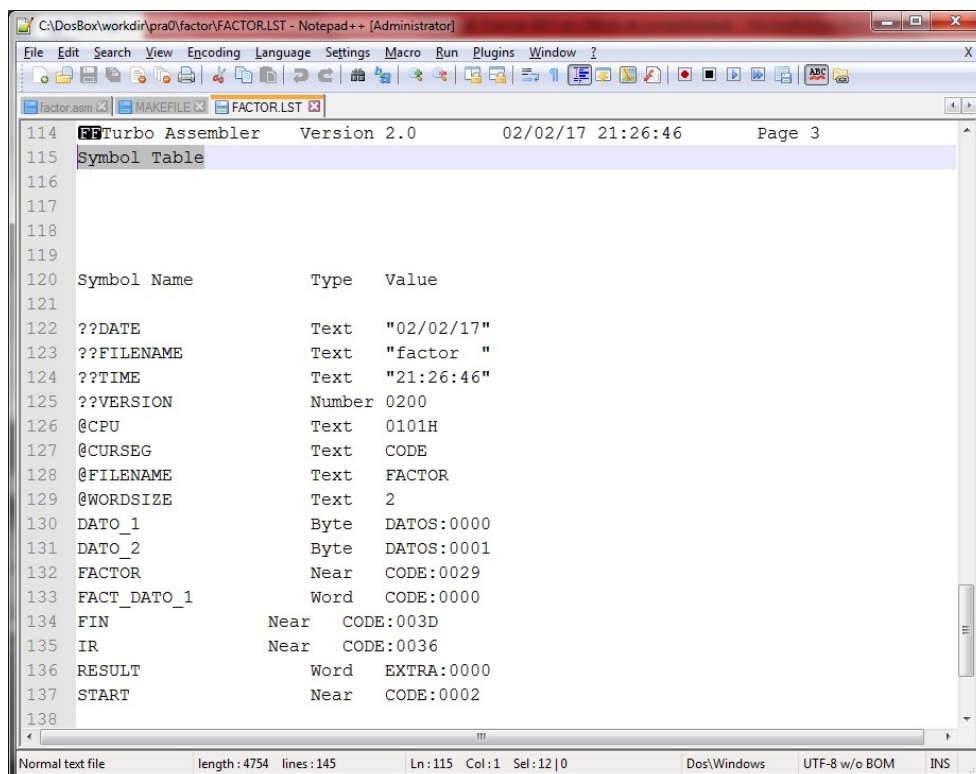 C:\DosBox\workdir\pra0\factor\FACTOR.LST - Notepad++ [Administrator]
File Edit Search View Encoding Language Settings Macro Run Plugins Window ? X
ABC
factor.asm MAKEFILE FACTOR.LST
114 FFTurbo Assembler Version 2.0 02/02/17 21:26:46 Page 3
115 Symbol Table
116
117
118
119
120 Symbol Name Type Value
121
122 ??DATE Text "02/02/17"
123 ??FILENAME Text "factor  "
124 ??TIME Text "21:26:46"
125 ??VERSION Number 0200
126 @CPU Text 0101H
127 @CURSEG Text CODE
128 @FILENAME Text FACTOR
129 @WORDSIZE Text 2
130 DATO_1 Byte DATOS:0000
131 DATO_2 Byte DATOS:0001
132 FACTOR Near CODE:0029
133 FACT_DATO_1 Word CODE:0000
134 FIN Near CODE:003D
135 IR Near CODE:0036
136 RESULT Word EXTRA:0000
137 START Near CODE:0002
138
Normal text file length : 4754 lines : 145 Ln : 115 Col : 1 Sel : 12 | 0 Dos\Windows UTF-8 w/o BOM INS